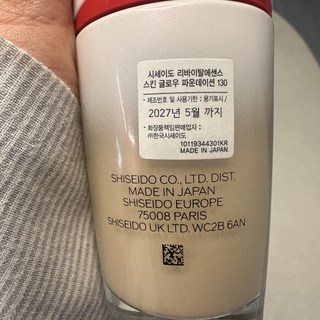 시세이도 리바이탈에센스
스킨 글로우 파운데이션 130
• 제조번호 및 사용기한 : 용기표시 /
2027년 5월 까지
• 화장품책임판매업자 :
㈜한국시세이도
10119344301KR
MADE IN JAPAN
SHISEIDO CO., LTD. DIST.
MADE IN JAPAN
SHISEIDO EUROPE
75008 PARIS
SHISEIDO UK LTD. WC2B 6AN